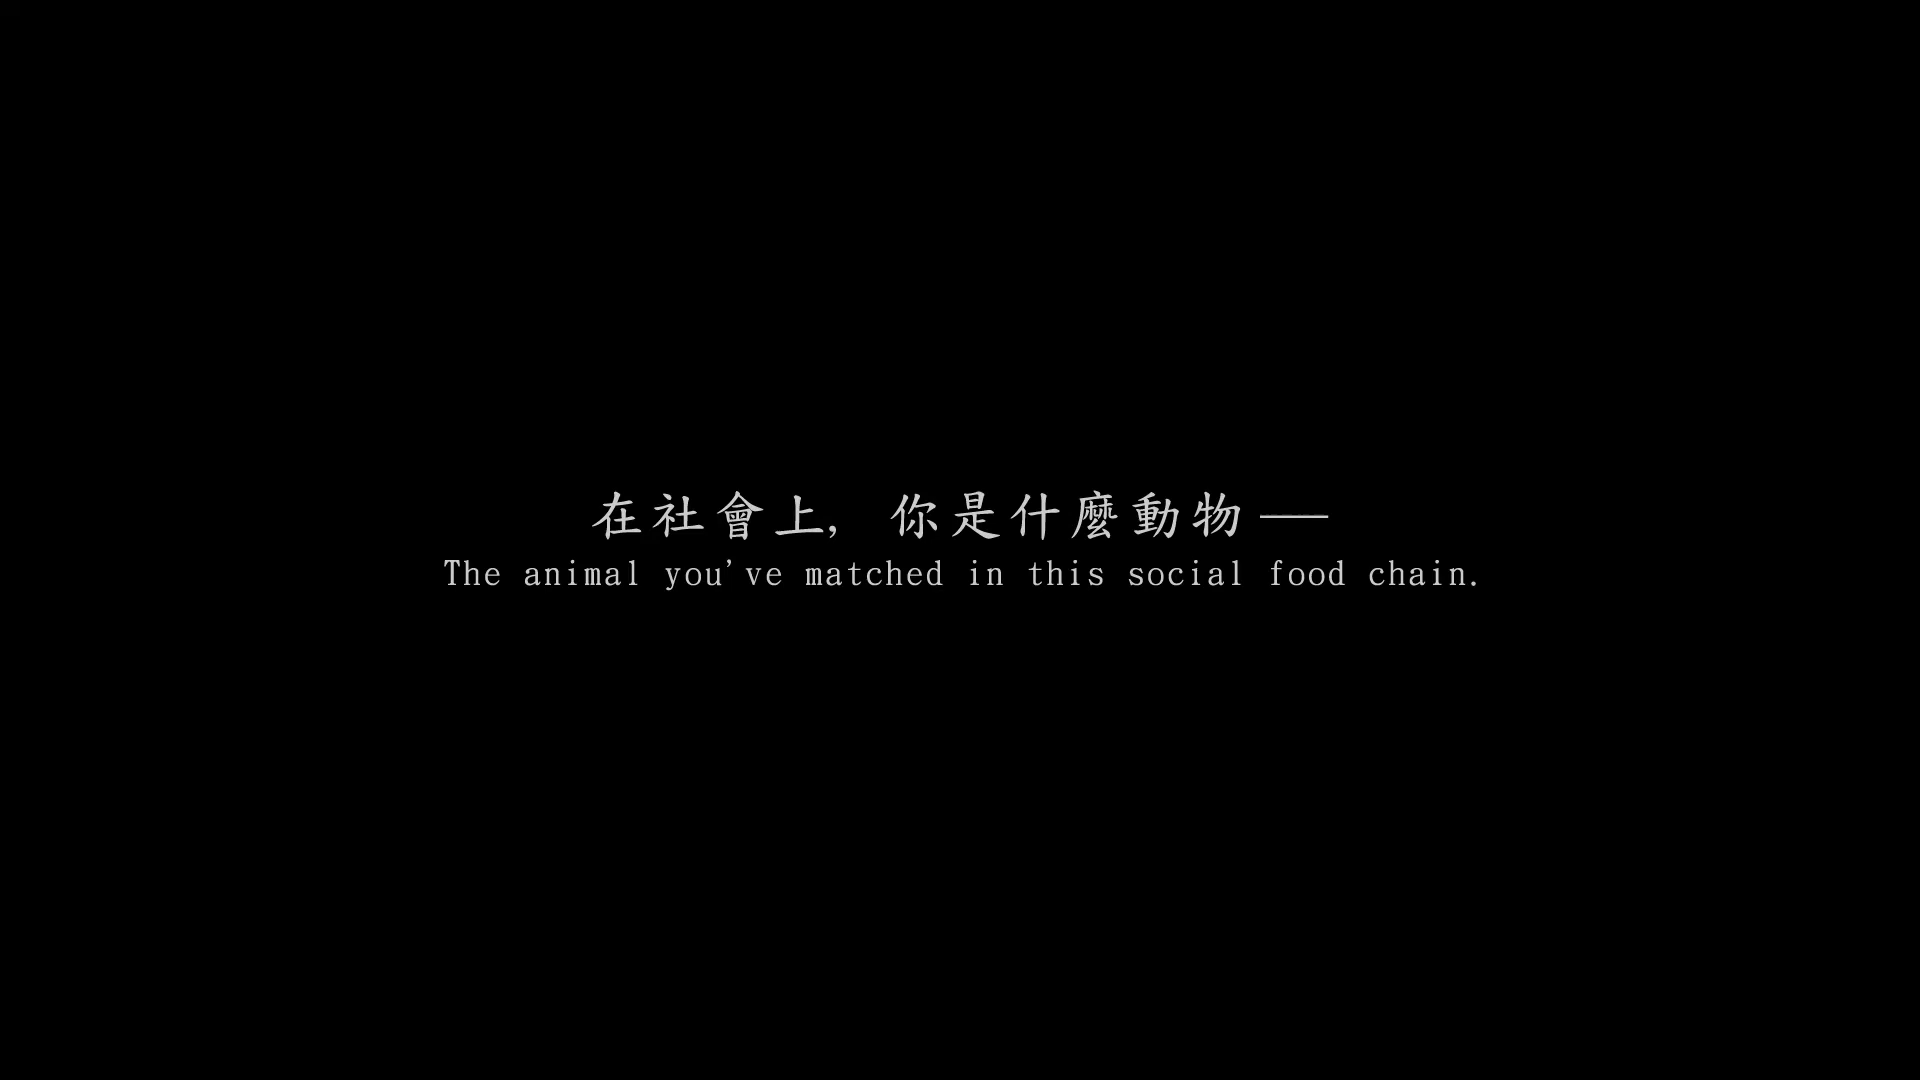 在社會上, 你是什麼動物——
The animal you've matched in this social food chain.